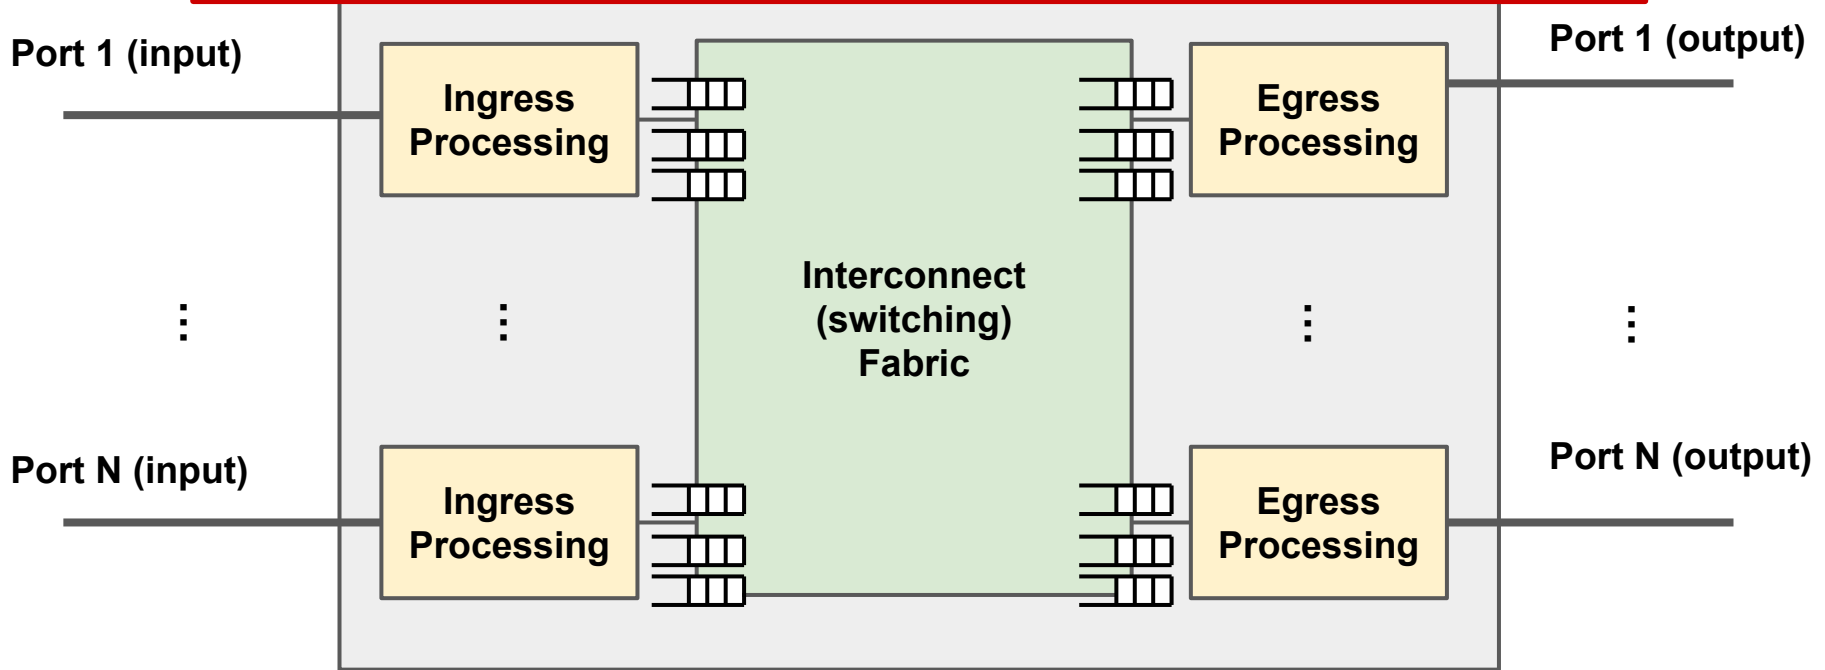 Port 1 (input)
Ingress
Processing
Egress
Processing
Port 1 (output)
Interconnect
(switching)
Fabric
⋮
⋮
⋮
⋮
Port N (input)
Ingress
Processing
Egress
Processing
Port N (output)